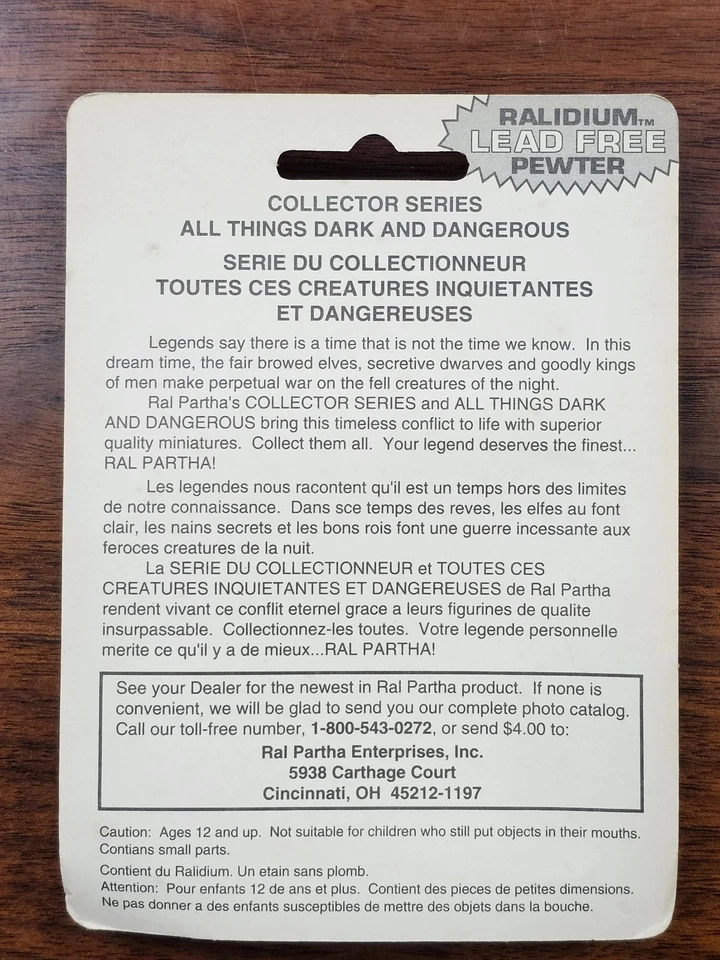 RALIDIUM™
LEAD FREE
PEWTER
COLLECTOR SERIES
ALL THINGS DARK AND DANGEROUS
SERIE DU COLLECTIONNEUR
TOUTES CES CREATURES INQUIETANTES
ET DANGEREUSES
Legends say there is a time that is not the time we know. In this
dream time, the fair browed elves, secretive dwarves and goodly kings
of men make perpetual war on the fell creatures of the night.
Ral Partha's COLLECTOR SERIES and ALL THINGS DARK
AND DANGEROUS bring this timeless conflict to life with superior
quality miniatures. Collect them all. Your legend deserves the finest...
RAL PARTHA!
Les legendes nous racontent qu'il est un temps hors des limites
de notre connaissance. Dans sce temps des reves, les elfes au font
clair, les nains secrets et les bons rois font une guerre incessante aux
feroces creatures de la nuit.
La SERIE DU COLLECTIONNEUR et TOUTES CES
CREATURES INQUIETANTES ET DANGEREUSES de Ral Partha
rendent vivant ce conflit eternel grace a leurs figurines de qualite
insurpassable. Collectionnez-les toutes. Votre legende personnelle
merite ce qu'il y a de mieux...RAL PARTHA!
See your Dealer for the newest in Ral Partha product. If none is
convenient, we will be glad to send you our complete photo catalog.
Call our toll-free number, 1-800-543-0272, or send $4.00 to:
Ral Partha Enterprises, Inc.
5938 Carthage Court
Cincinnati, OH 45212-1197
Caution: Ages 12 and up. Not suitable for children who still put objects in their mouths.
Contians small parts.
Contient du Ralidium. Un etain sans plomb.
Attention: Pour enfants 12 de ans et plus. Contient des pieces de petites dimensions.
Ne pas donner a des enfants susceptibles de mettre des objets dans la bouche.